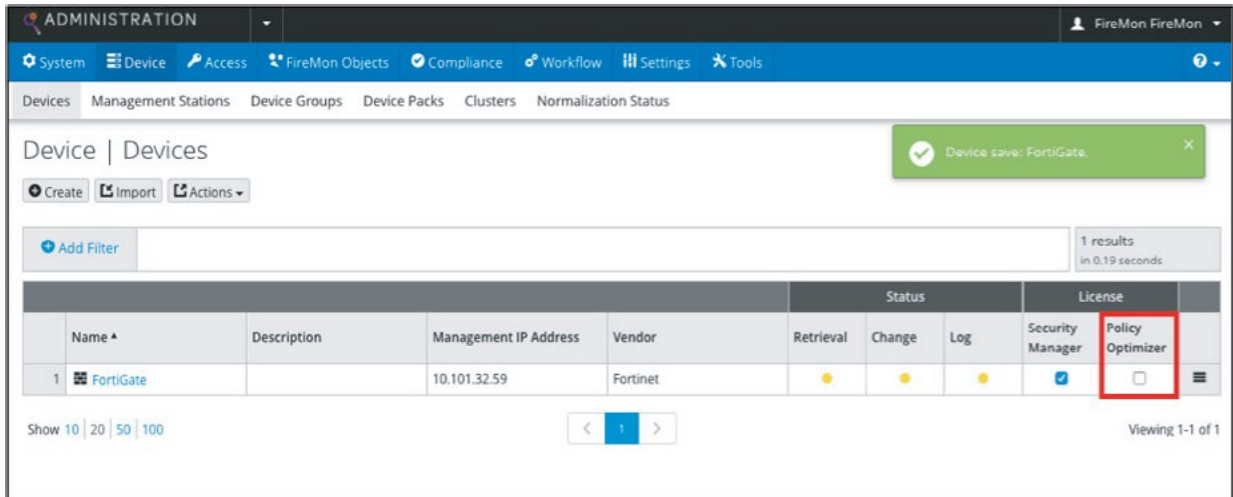 ADMINISTRATION
FireMon FireMon
System Device Access FireMon Objects Compliance Workflow Settings Tools
Devices Management Stations Device Groups Device Packs Clusters Normalization Status
Device | Devices
Device save: FortiGate.
Create Import Actions
Add Filter
1 results
in 0.19 seconds
Status License
Name Description Management IP Address Vendor Retrieval Change Log Security Manager Policy Optimizer
1 FortiGate 10.101.32.59 Fortinet
Show 10 | 20 | 50 | 100
1
Viewing 1-1 of 1